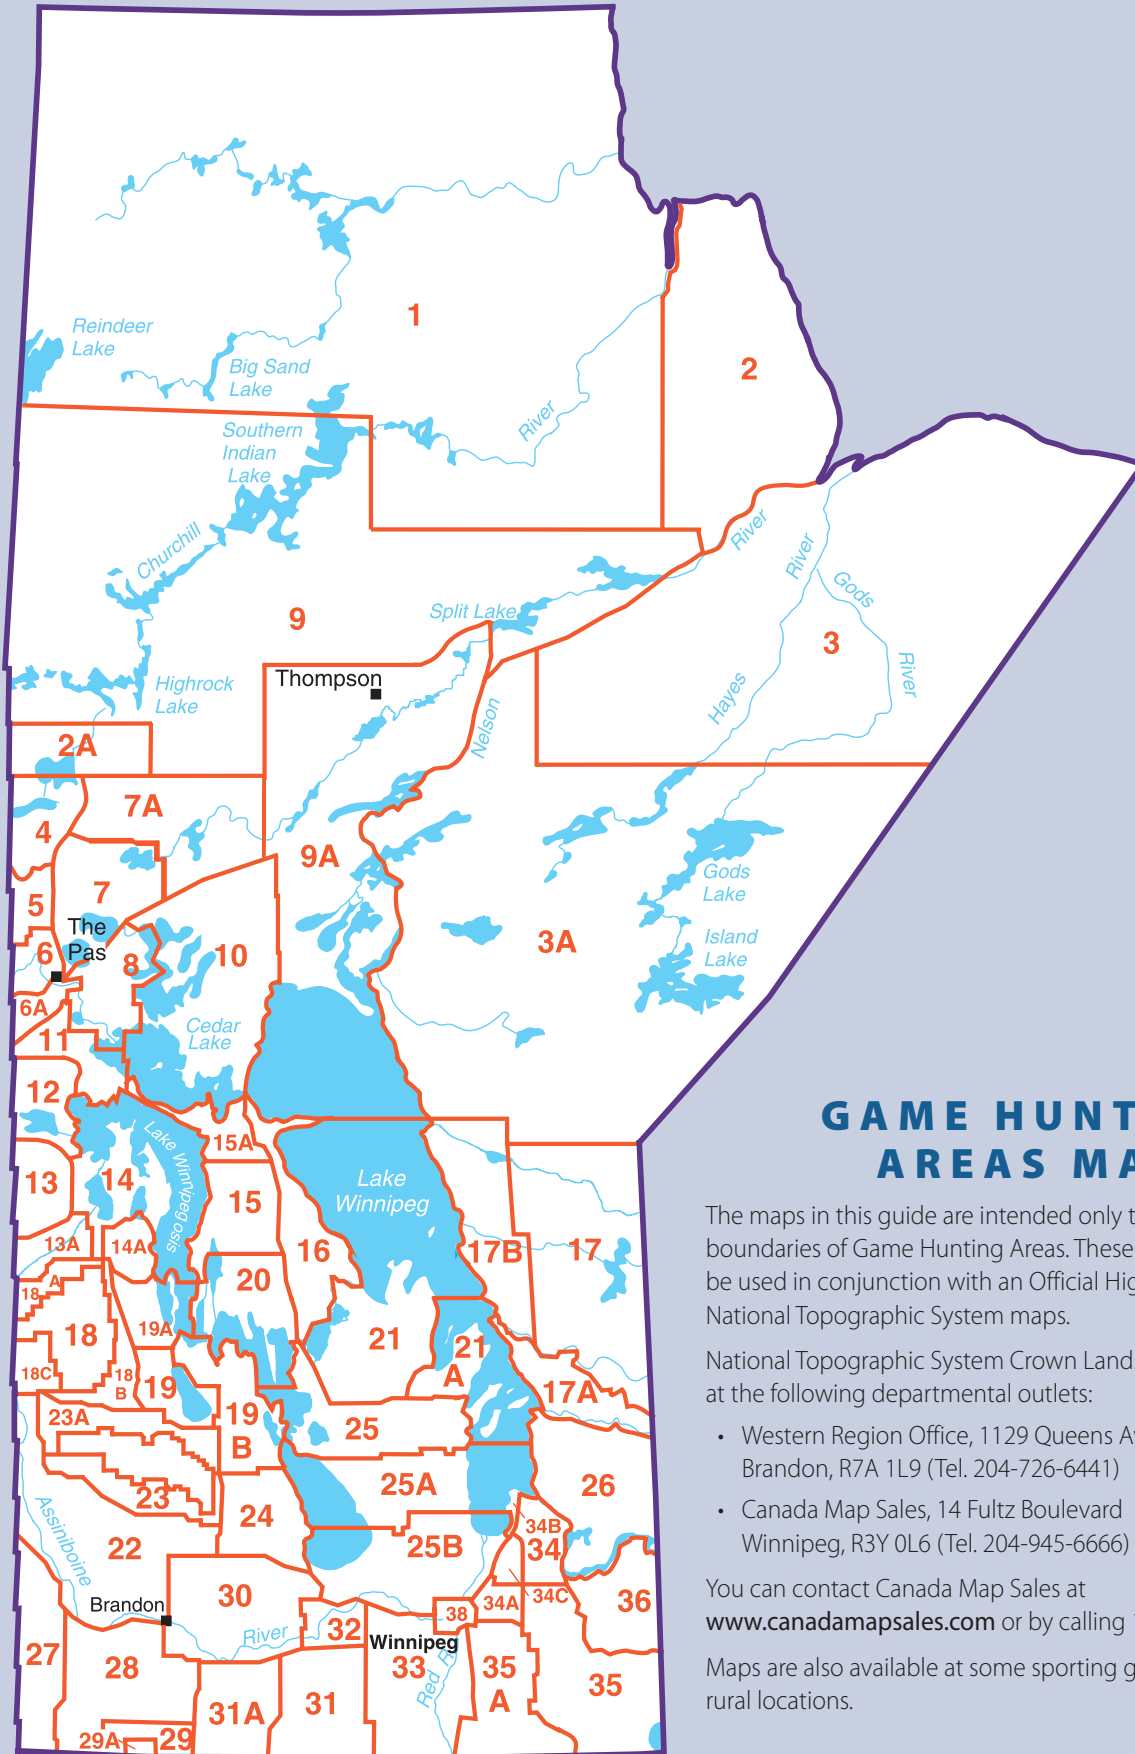 1
Reindeer
Lake
Big Sand
Lake
2
River
Southern
Indian
Lake
River
River
Churchill
Gods
Split Lake
9
3
River
Thompson
Highrock
Lake
Hayes
Nelson
2A
7A
4
9A
Gods
Lake
7
5
The
Pas
Island
Lake
3A
6
8
10
6A
Cedar
Lake
11
12
Lake Winnipegosis
15A
Lake
Winnipeg
13
14
15
13A
14A
16
17B
17
A
18
20
19A
18
21
21
A
18C
18
B
19
17A
23A
19
B
25
23
25A
26
Assiniboine
24
34B
22
25B
34
30
34C
36
Brandon
34A
38
River
32
Winnipeg
27
28
33
35
A
35
Red R
31A
31
29A
29
GAME HUNT
AREAS MA
The maps in this guide are intended only t
boundaries of Game Hunting Areas. These
be used in conjunction with an Official Hig
National Topographic System maps.
National Topographic System Crown Land
at the following departmental outlets:
• Western Region Office, 1129 Queens Av
Brandon, R7A 1L9 (Tel. 204-726-6441)
• Canada Map Sales, 14 Fultz Boulevard
Winnipeg, R3Y 0L6 (Tel. 204-945-6666)
You can contact Canada Map Sales at
www.canadamapsales.com or by calling
Maps are also available at some sporting g
rural locations.